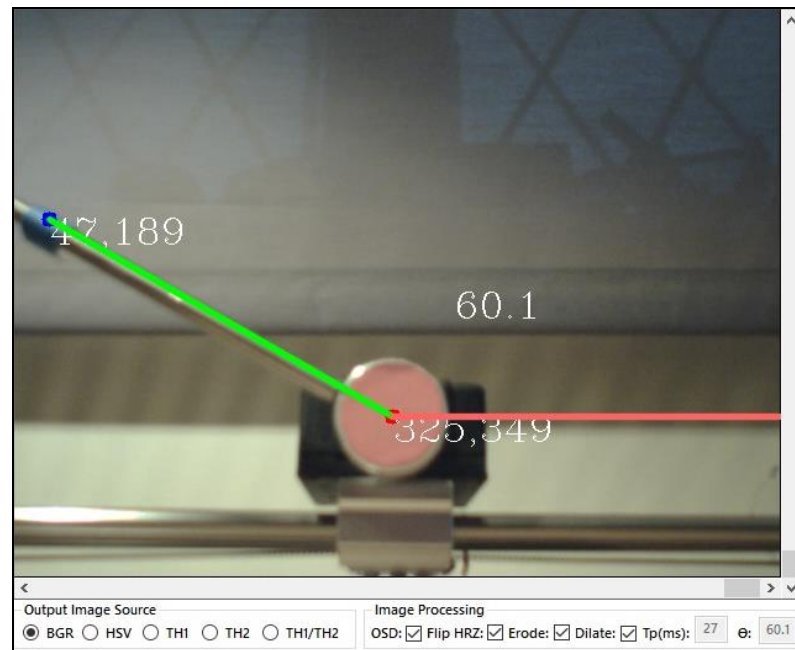 47,189
60.1
325,349
Output Image Source
BGR HSV TH1 TH2 TH1/TH2
Image Processing
OSD: Flip HRZ: Erode: Dilate: Tp(ms): 27 ɵ: 60.1